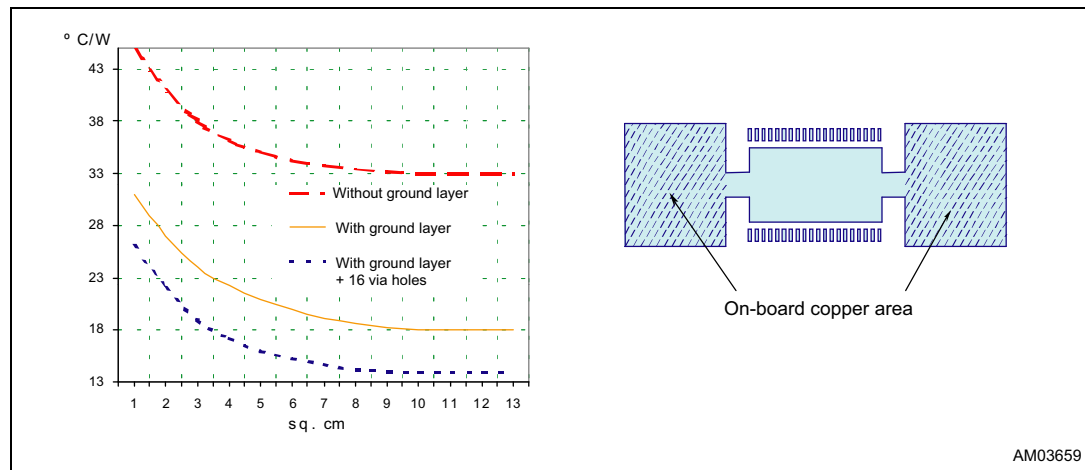 º C/W
43
38
33
28
23
18
13
1 2 3 4 5 6 7 8 9 10 11 12 13
sq. cm
Without ground layer
With ground layer
With ground layer
+ 16 via holes
On-board copper area
AM03659